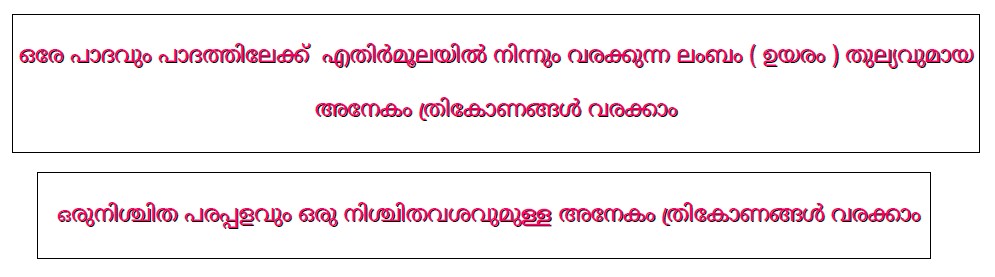 ഒരേ പാദവും പാദത്തിലേക്ക് എതിർമൂലയിൽ നിന്നും വരക്കുന്ന ലംബം ( ഉയരം ) തുല്യവുമായ
അനേകം ത്രികോണങ്ങൾ വരക്കാം
ഒരുനിശ്ചിത പരപ്പളവും ഒരു നിശ്ചിതവശവുമുള്ള അനേകം ത്രികോണങ്ങൾ വരക്കാം